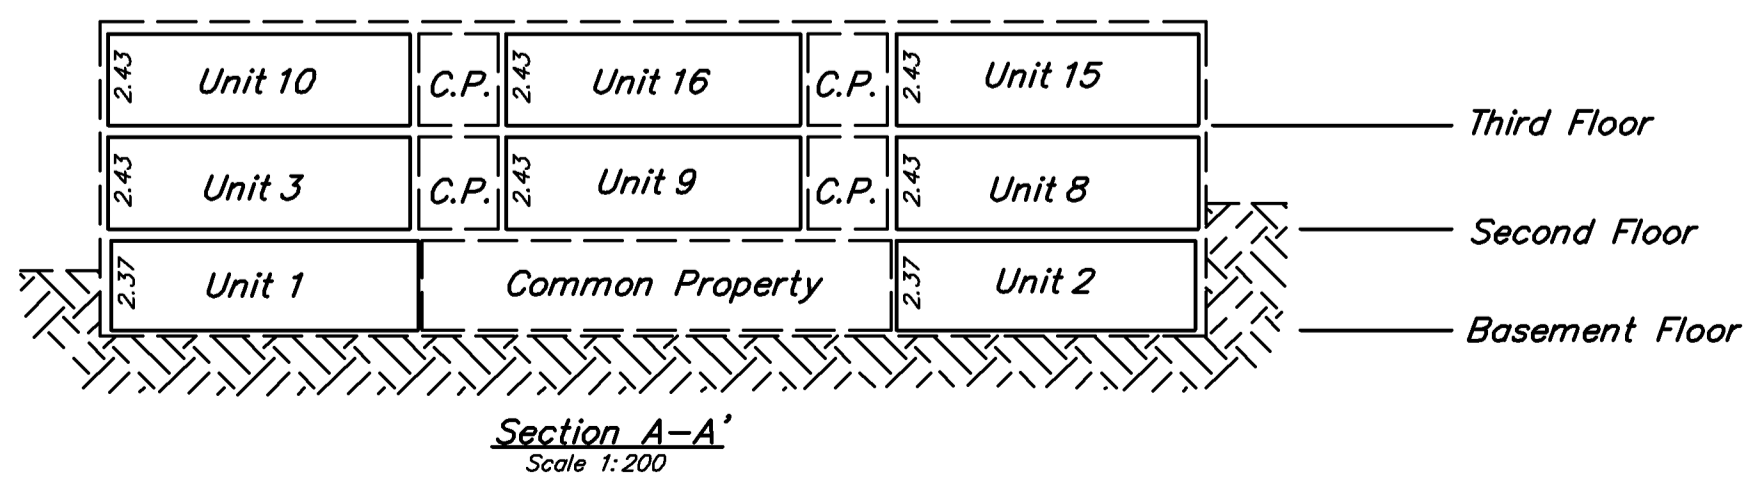 2.43 Unit 10 C.P. 2.43 Unit 16 C.P. 2.43 Unit 15
Third Floor
2.43 Unit 3 C.P. 2.43 Unit 9 C.P. 2.43 Unit 8
Second Floor
2.37 Unit 1 Common Property 2.37 Unit 2
Basement Floor
Section A-A'
Scale 1:200